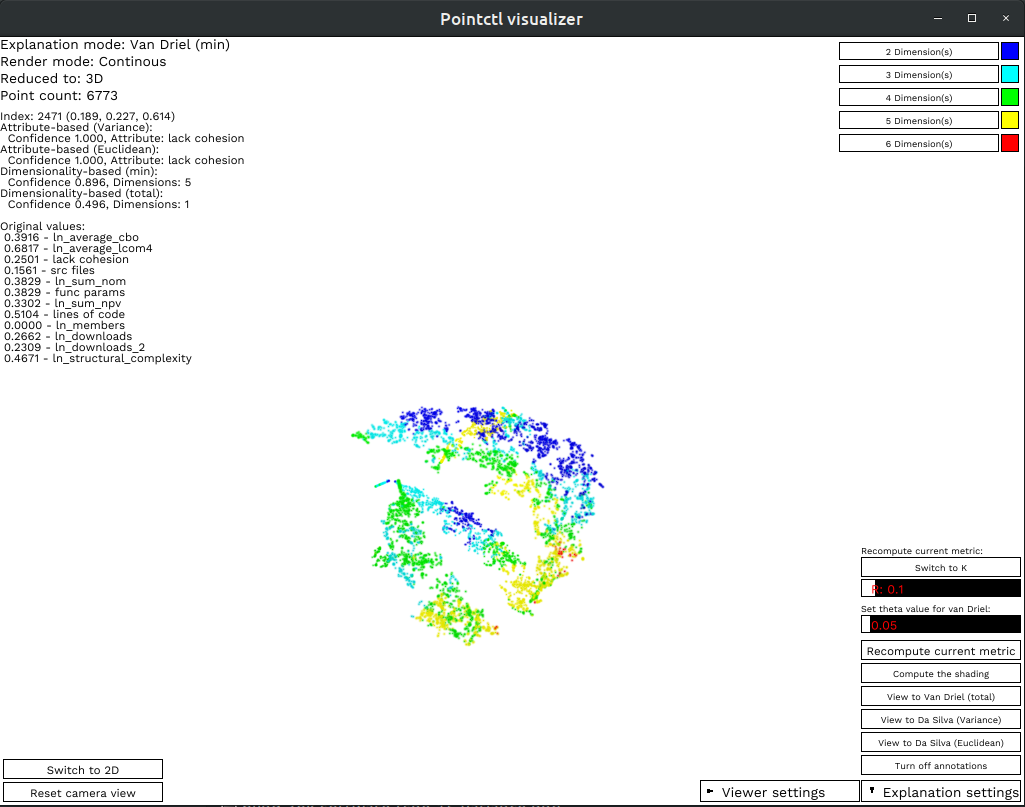 Pointctl visualizer
Explanation mode: Van Driel (min)
Render mode: Continous
Reduced to: 3D
Point count: 6773
Index: 2471 (0.189, 0.227, 0.614)
Attribute-based (Variance):
Confidence 1.000, Attribute: lack cohesion
Attribute-based (Euclidean):
Confidence 1.000, Attribute: lack cohesion
Dimensionality-based (min):
Confidence 0.896, Dimensions: 5
Dimensionality-based (total):
Confidence 0.496, Dimensions: 1
Original values:
0.3916 - ln_average_cbo
0.6817 - ln_average_lcom4
0.2501 - lack cohesion
0.1561 - src files
0.3829 - ln_sum_nom
0.3829 - func params
0.3302 - ln_sum_npv
0.5104 - lines of code
0.0000 - ln_members
0.2662 - ln_downloads
0.2309 - ln_downloads_2
0.4671 - ln_structural_complexity
2 Dimension(s)
3 Dimension(s)
4 Dimension(s)
5 Dimension(s)
6 Dimension(s)
Recompute current metric:
Switch to K
R: 0.1
Set theta value for van Driel:
0.05
Recompute current metric
Compute the shading
View to Van Driel (total)
View to Da Silva (Variance)
View to Da Silva (Euclidean)
Turn off annotations
Switch to 2D
Reset camera view
Viewer settings
Explanation settings